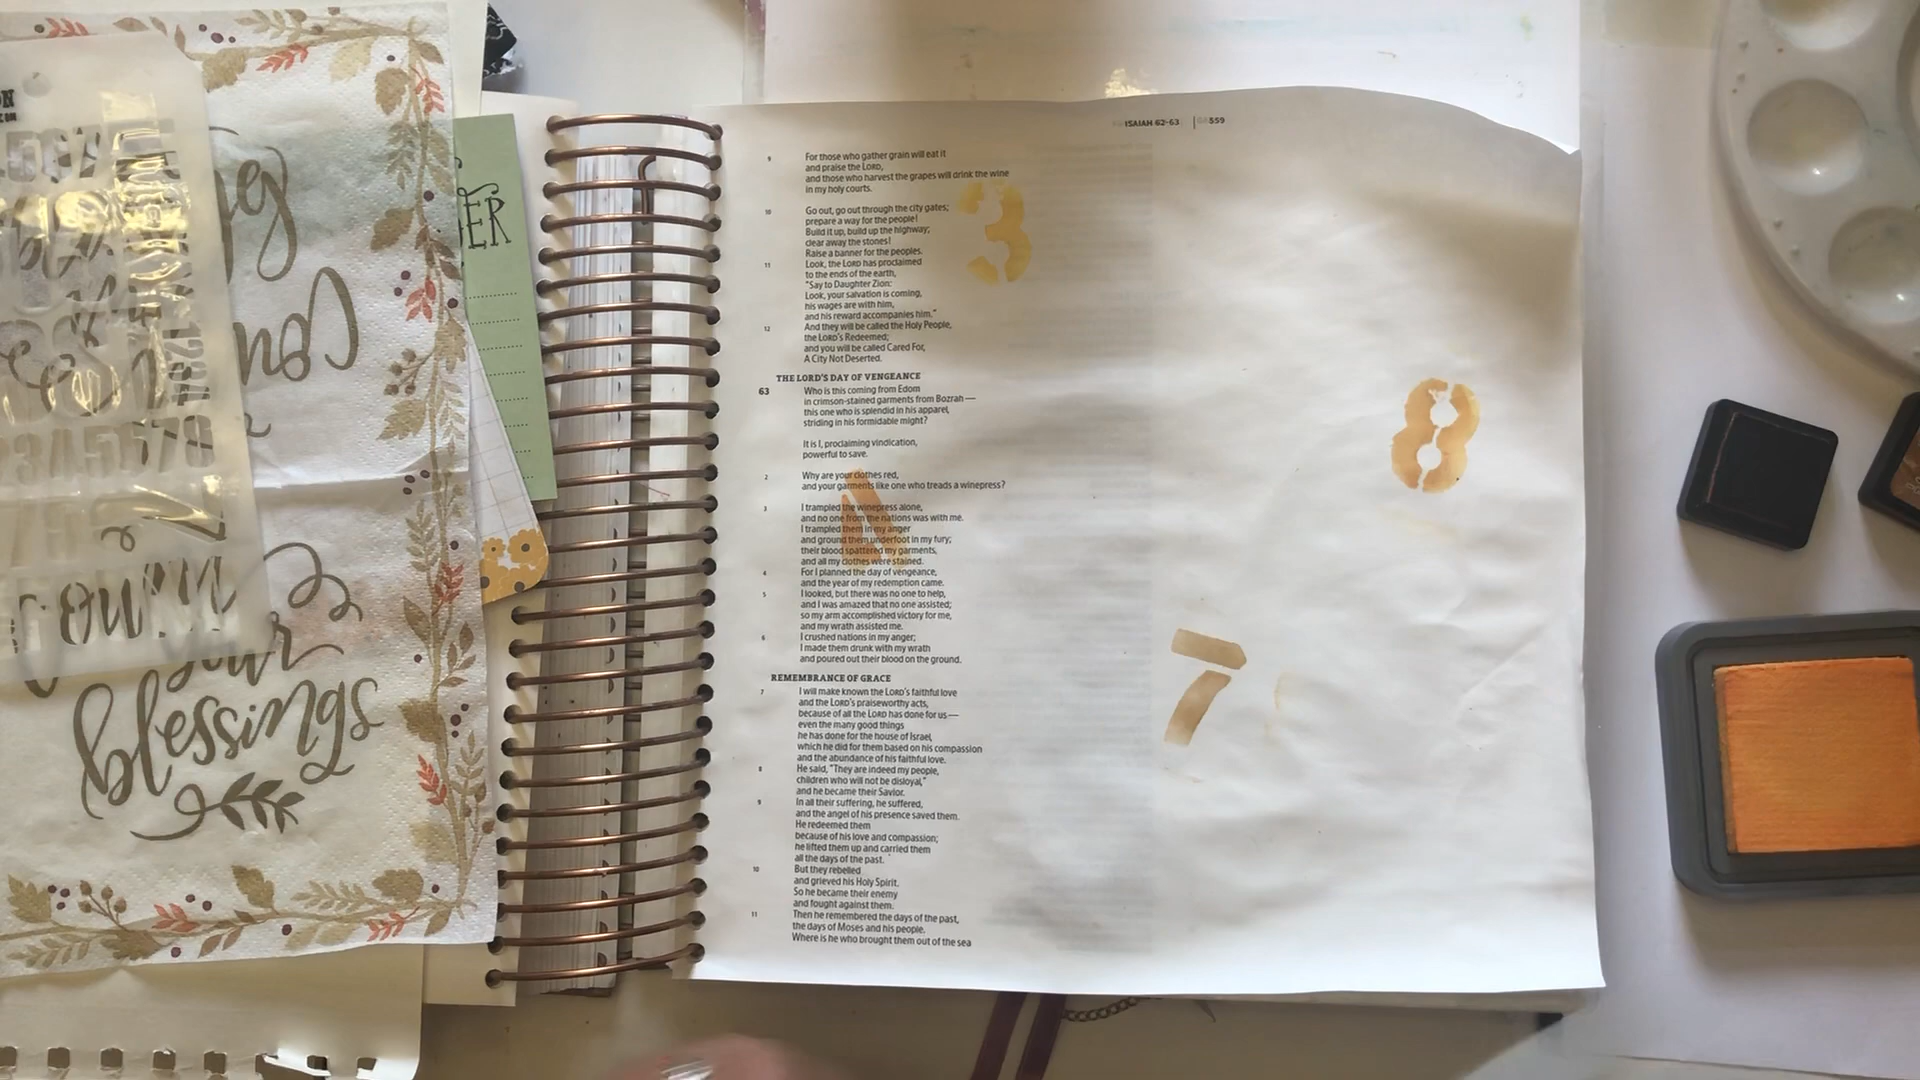 your
blessings
1234
ER
ISAIAH 62-63 | 559
9 For those who gather grain will eat it
and praise the LORD,
and those who harvest the grapes will drink the wine
in my holy courts.
10 Go out, go out through the city gates;
prepare a way for the people!
Build it up, build up the highway;
clear away the stones!
Raise a banner for the peoples.
11 Look, the LORD has proclaimed
to the ends of the earth,
"Say to Daughter Zion:
Look, your salvation is coming,
his wages are with him,
and his reward accompanies him."
12 And they will be called the Holy People,
the LORD's Redeemed;
and you will be called Cared For,
A City Not Deserted.
THE LORD'S DAY OF VENGEANCE
63 Who is this coming from Edom
in crimson-stained garments from Bozrah —
this one who is splendid in his apparel,
striding in his formidable might?
It is I, proclaiming vindication,
powerful to save.
2 Why are your clothes red,
and your garments like one who treads a winepress?
3 I trampled the winepress alone,
and no one from the nations was with me.
I trampled them in my anger
and ground them underfoot in my fury;
their blood spattered my garments,
and all my clothes were stained.
4 For I planned the day of vengeance,
and the year of my redemption came.
5 I looked, but there was no one to help,
and I was amazed that no one assisted;
so my arm accomplished victory for me,
and my wrath assisted me.
6 I crushed nations in my anger;
I made them drunk with my wrath
and poured out their blood on the ground.
REMEMBRANCE OF GRACE
7 I will make known the LORD's faithful love
and the LORD's praiseworthy acts,
because of all the LORD has done for us—
even the many good things
he has done for the house of Israel,
which he did for them based on his compassion
and the abundance of his faithful love.
8 He said, "They are indeed my people,
children who will not be disloyal,"
and he became their Savior.
9 In all their suffering, he suffered,
and the angel of his presence saved them.
He redeemed them
because of his love and compassion;
he lifted them up and carried them
all the days of the past.
10 But they rebelled
and grieved his Holy Spirit,
So he became their enemy
and fought against them.
11 Then he remembered the days of the past,
the days of Moses and his people.
Where is he who brought them out of the sea
3
8
7